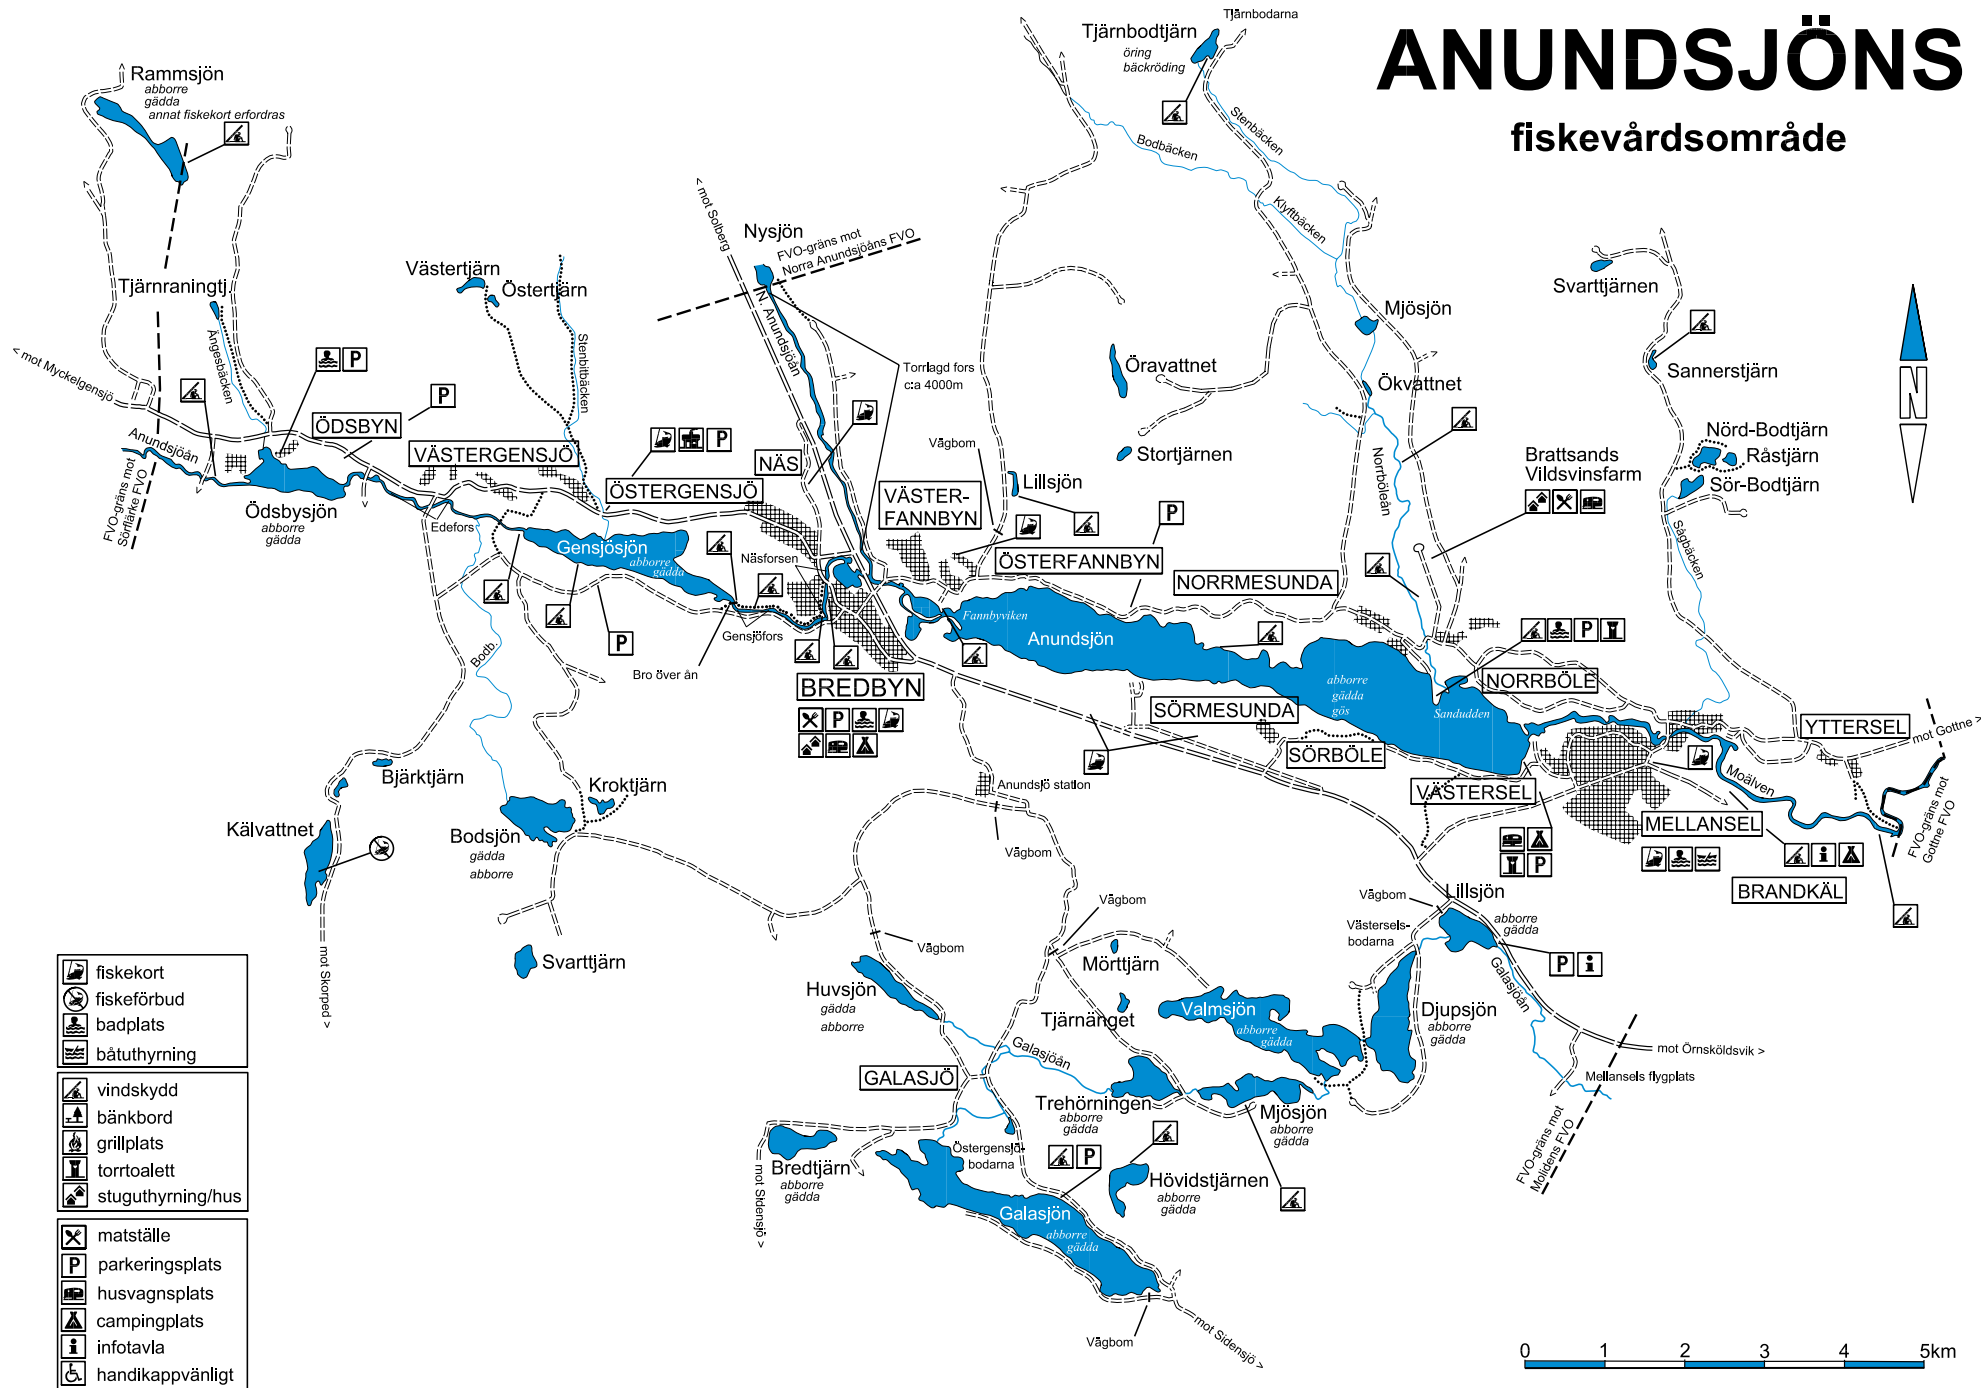 ANUNDSJÖNS
fiskevårdsområde
Tjärnbodarna
Tjärnbodtjärn
öring
bäckröding
Rammsjön
abborre
gädda
annat fiskekort erfordras
Stenbäcken
Bodbäcken
Klyftbäcken
< mot Solberg
Nysjön
FVO-gräns mot
Norra Anundsjöåns FVO
N. Anundsjöån
Västertjärn
Östertjärn
Tjärnraningtj.
Ängesbäcken
Stenbitbäcken
Svarttjärnen
Mjösjön
Sannerstjärn
Öravattnet
Ökvattnet
Torrlagd fors
c:a 4000m
< mot Myckelgensjö
P
P
ÖDSBYN
VÄSTERGENSJÖ
Anundsjöån
FVO-gräns mot
Sörflärke FVO
Ödsbysjön
abborre
gädda
Edefors
P
ÖSTERGENSJÖ
NÄS
Vägbom
VÄSTER-
FANNBYN
Lillsjön
Stortjärnen
P
ÖSTERFANNBYN
NORRMESUNDA
Norrböleån
Brattsands
Vildsvinsfarm
Nörd-Bodtjärn
Råstjärn
Sör-Bodtjärn
Sågbäcken
Gensjösjön
abborre
gädda
Näsforsen
Gensjöfors
Bro över ån
P
Bodb.
Fannbyviken
Anundsjön
abborre
gädda
gös
Sandudden
P
NORRBÖLE
BREDBYN
P
SÖRMESUNDA
SÖRBÖLE
VÄSTERSEL
YTTERSEL
mot Gottne >
Moälven
FVO-gräns mot
Gottne FVO
MELLANSEL
BRANDKÄL
P
Anundsjö station
Vägbom
Bjärktjärn
Kroktjärn
Kälvattnet
Bodsjön
gädda
abborre
Svarttjärn
mot Skorped >
Vägbom
Vägbom
Vägbom
Lillsjön
abborre
gädda
Västersels-
bodarna
P
Galasjöån
Huvsjön
gädda
abborre
Mörttjärn
Tjärnänget
Valmsjön
abborre
gädda
Djupsjön
abborre
gädda
Galasjöån
GALASJÖ
Trehörningen
abborre
gädda
Mjösjön
abborre
gädda
mot Örnsköldsvik >
Mellansels flygplats
FVO-gräns mot
Molidens FVO
Bredtjärn
abborre
gädda
mot Sidensjö >
Östergensjö-
bodarna
P
Hövidstjärnen
abborre
gädda
Galasjön
abborre
gädda
Vägbom
mot Sidensjö >
fiskekort
fiskeförbud
badplats
båtuthyrning
vindskydd
bänkbord
grillplats
torrtoalett
stuguthyrning/hus
matställe
P parkeringsplats
husvagnsplats
campingplats
infotavla
handikappvänligt
N
0 1 2 3 4 5km